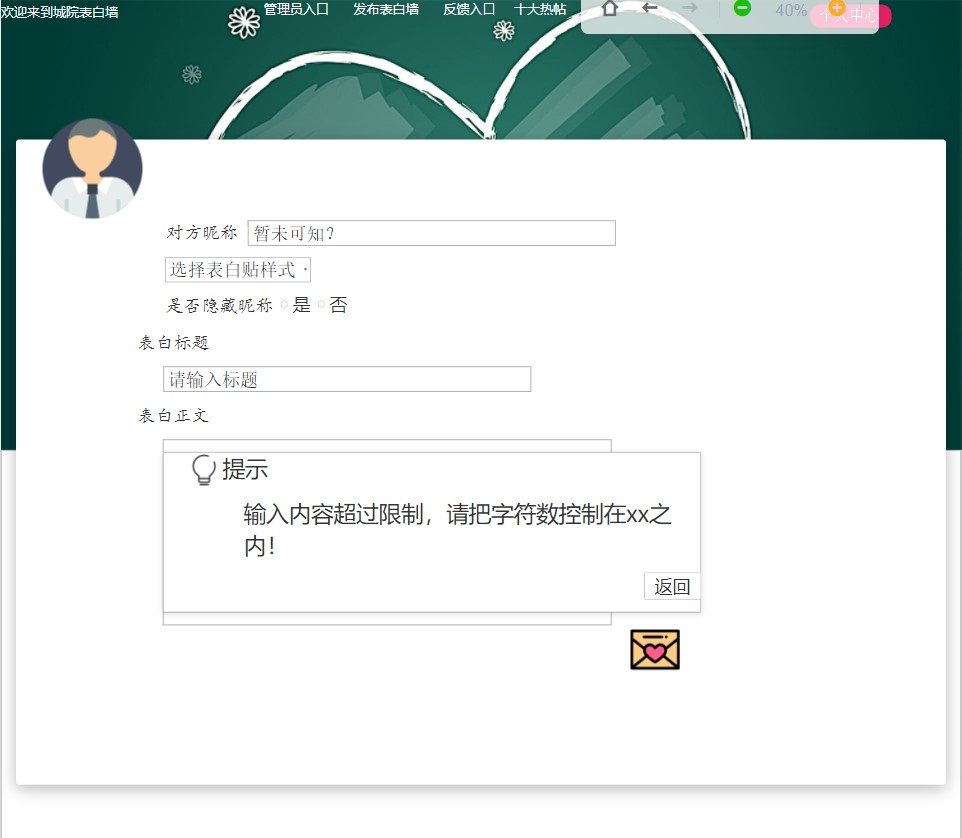 欢迎来到城院表白墙
管理员入口 发布表白墙 反馈入口 十大热帖 40% 个人中心
对方昵称 暂未可知?
选择表白贴样式
是否隐藏昵称 是 否
表白标题
请输入标题
表白正文
提示
输入内容超过限制，请把字符数控制在xx之
内！
返回